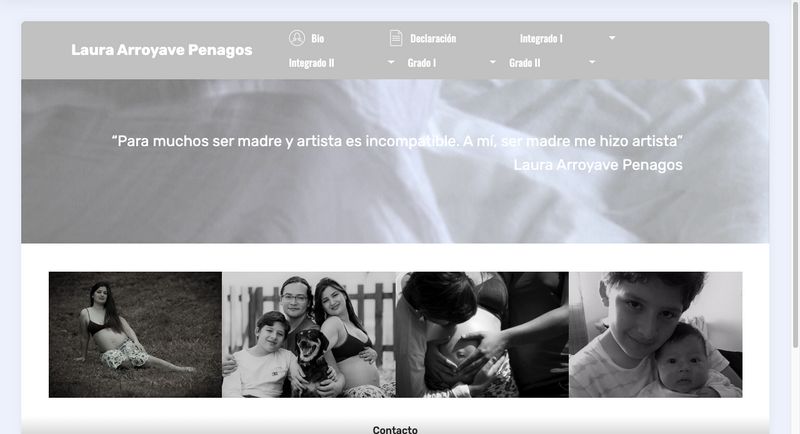 Laura Arroyave Penagos
Bio
Declaración
Integrado I
Integrado II
Grado I
Grado II
“Para muchos ser madre y artista es incompatible. A mí, ser madre me hizo artista”
Laura Arroyave Penagos
Contacto